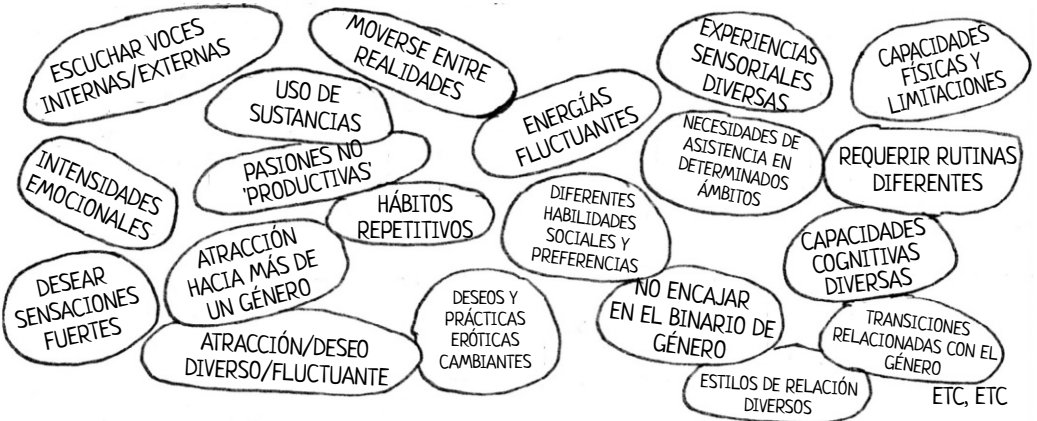 ESCUCHAR VOCES
INTERNAS/EXTERNAS
MOVERSE ENTRE
REALIDADES
EXPERIENCIAS
SENSORIALES
DIVERSAS
CAPACIDADES
FÍSICAS Y
LIMITACIONES
USO DE
SUSTANCIAS
ENERGÍAS
FLUCTUANTES
NECESIDADES DE
ASISTENCIA EN
DETERMINADOS
ÁMBITOS
REQUERIR RUTINAS
DIFERENTES
INTENSIDADES
EMOCIONALES
PASIONES NO
'PRODUCTIVAS'
HÁBITOS
REPETITIVOS
DIFERENTES
HABILIDADES
SOCIALES Y
PREFERENCIAS
CAPACIDADES
COGNITIVAS
DIVERSAS
DESEAR
SENSACIONES
FUERTES
ATRACCIÓN
HACIA MÁS DE
UN GÉNERO
DESEOS Y
PRÁCTICAS
ERÓTICAS
CAMBIANTES
NO ENCAJAR
EN EL BINARIO DE
GÉNERO
TRANSICIONES
RELACIONADAS CON EL
GÉNERO
ATRACCIÓN/DESEO
DIVERSO/FLUCTUANTE
ESTILOS DE RELACIÓN
DIVERSOS
ETC, ETC